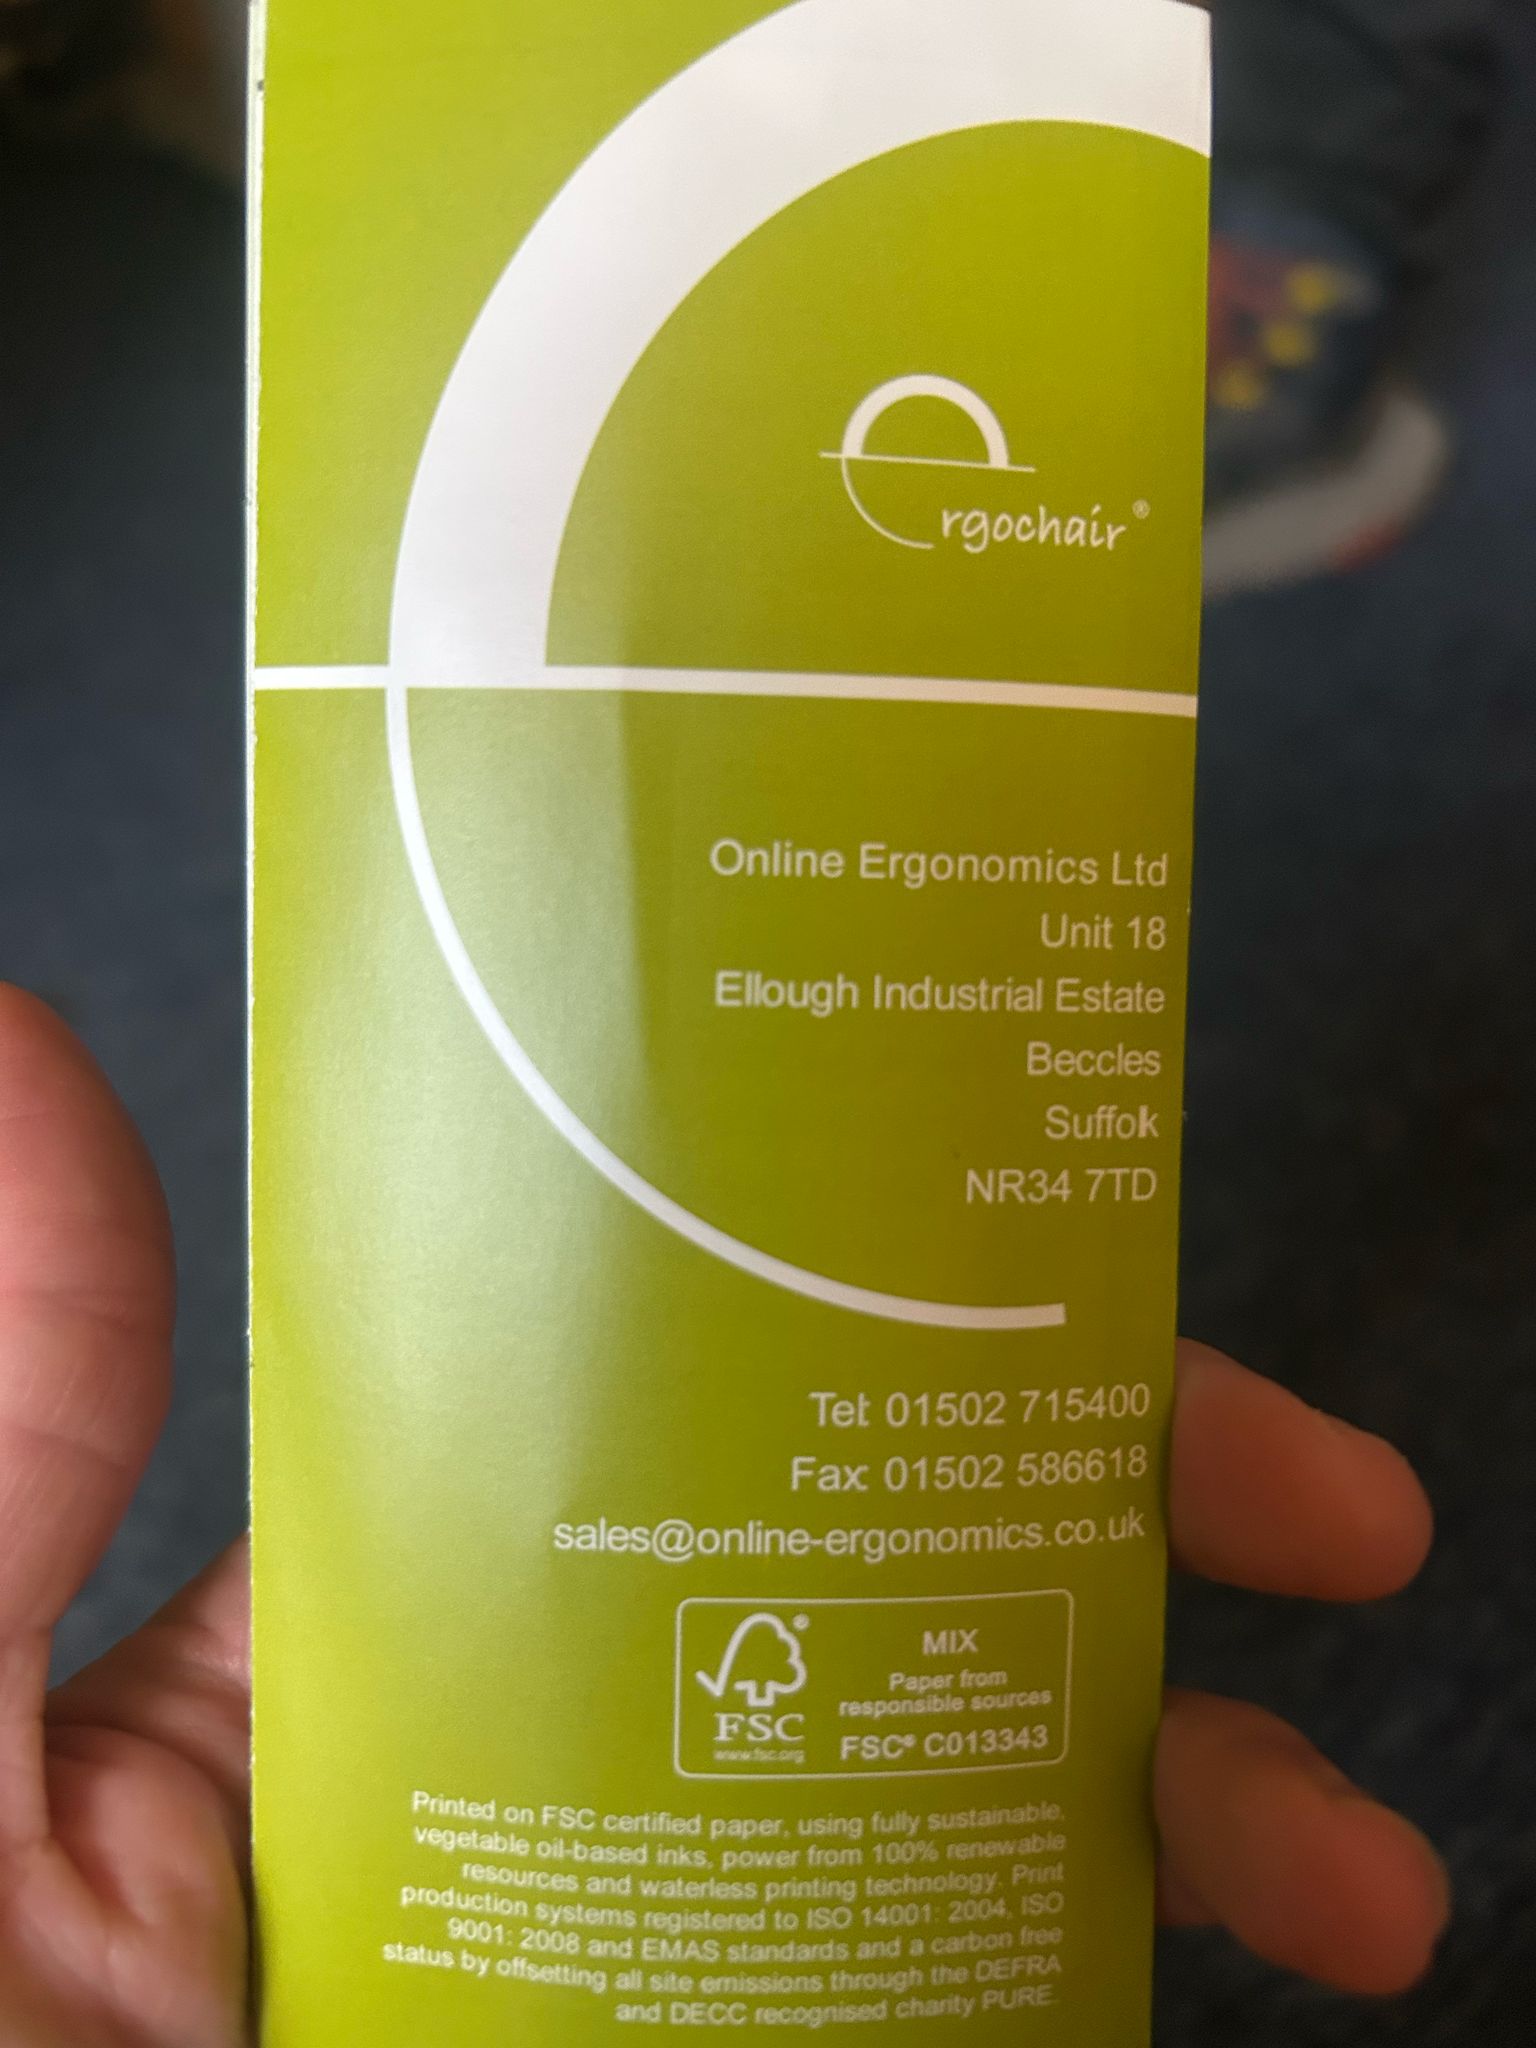 ergochair®
Online Ergonomics Ltd
Unit 18
Ellough Industrial Estate
Beccles
Suffok
NR34 7TD
Tel: 01502 715400
Fax: 01502 586618
sales@online-ergonomics.co.uk
MIX
Paper from
responsible sources
FSC® C013343
FSC
www.fsc.org
Printed on FSC certified paper, using fully sustainable,
vegetable oil-based inks, power from 100% renewable
resources and waterless printing technology. Print
production systems registered to ISO 14001: 2004, ISO
9001: 2008 and EMAS standards and a carbon free
status by offsetting all site emissions through the DEFRA
and DECC recognised charity PURE.